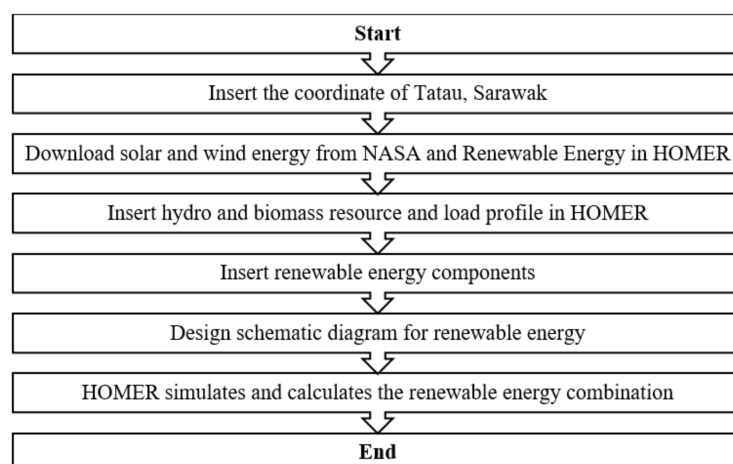 Start
Insert the coordinate of Tatau, Sarawak
Download solar and wind energy from NASA and Renewable Energy in HOMER
Insert hydro and biomass resource and load profile in HOMER
Insert renewable energy components
Design schematic diagram for renewable energy
HOMER simulates and calculates the renewable energy combination
End